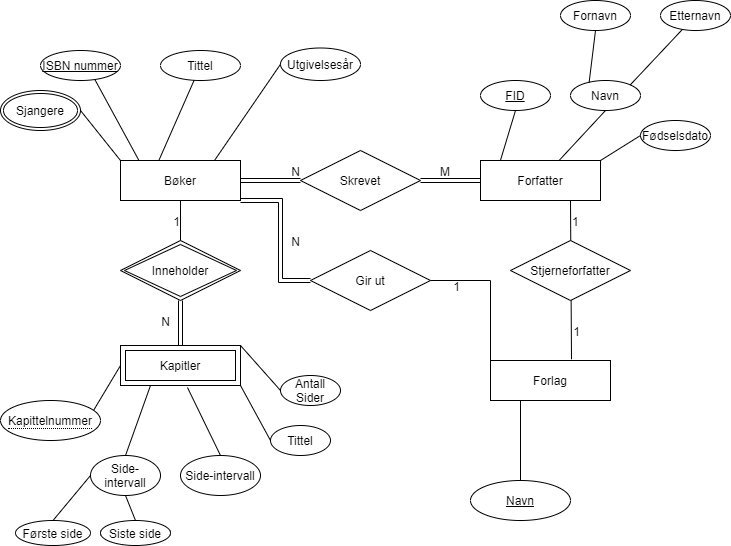 Fornavn
Etternavn
ISBN nummer
Tittel
Utgivelsesår
Sjangere
FID
Navn
Fødselsdato
Bøker
N
Skrevet
M
Forfatter
1
N
1
Inneholder
Gir ut
1
Stjerneforfatter
N
1
Kapitler
Forlag
Antall
Sider
Kapittelnummer
Tittel
Side-
intervall
Side-intervall
Navn
Første side
Siste side